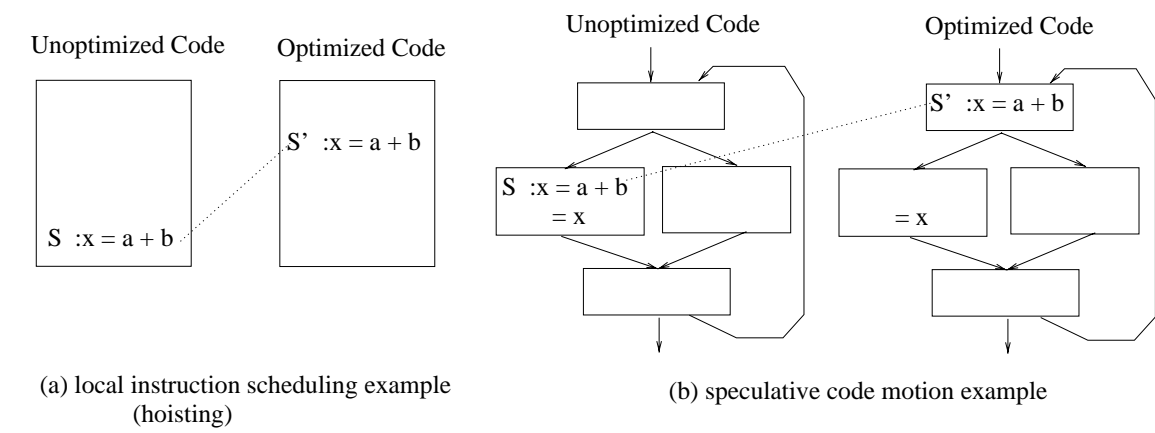 Unoptimized Code
Optimized Code
S :x = a + b
S’ :x = a + b
(a) local instruction scheduling example
(hoisting)
Unoptimized Code
Optimized Code
S :x = a + b
= x
S’ :x = a + b
= x
(b) speculative code motion example